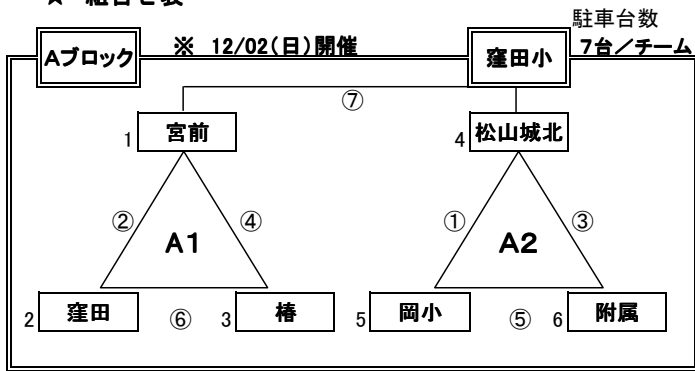 ★ 組合せ表
駐車台数
Aブロック ※ 12/02(日)開催 窪田小 7台/チーム
⑦
1 宮前 4 松山城北
② ④ ① ③
A1 A2
2 窪田 ⑥ 3 椿 5 岡小 ⑤ 6 附属